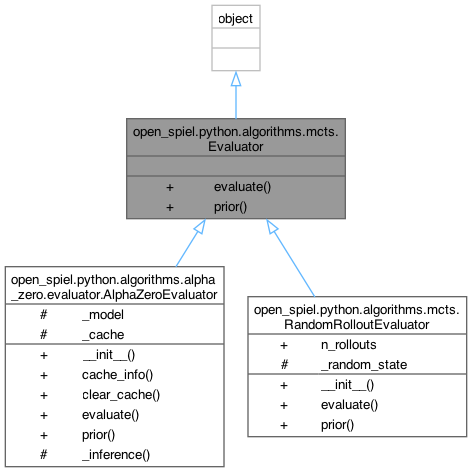 object
open_spiel.python.algorithms.mcts.
Evaluator
+ evaluate()
+ prior()
open_spiel.python.algorithms.alpha
_zero.evaluator.AlphaZeroEvaluator
# _model
# _cache
+ __init__()
+ cache_info()
+ clear_cache()
+ evaluate()
+ prior()
# _inference()
open_spiel.python.algorithms.mcts.
RandomRolloutEvaluator
+ n_rollouts
# _random_state
+ __init__()
+ evaluate()
+ prior()